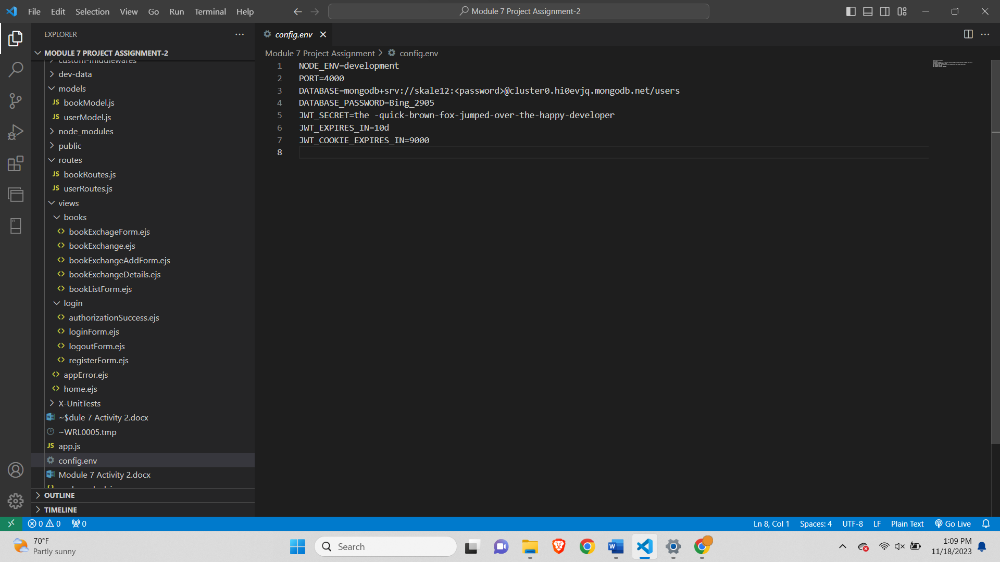 File Edit Selection View Go Run Terminal Help
Module 7 Project Assignment-2
EXPLORER
config.env
MODULE 7 PROJECT ASSIGNMENT-2
Module 7 Project Assignment > config.env
custom-middlewares
dev-data
models
bookModel.js
userModel.js
node_modules
public
routes
bookRoutes.js
userRoutes.js
views
books
bookExchageForm.ejs
bookExchange.ejs
bookExchangeAddForm.ejs
bookExchangeDetails.ejs
bookListForm.ejs
login
authorizationSuccess.ejs
loginForm.ejs
logoutForm.ejs
registerForm.ejs
appError.ejs
home.ejs
X-UnitTests
~$dule 7 Activity 2.docx
~WRL0005.tmp
app.js
config.env
Module 7 Activity 2.docx
OUTLINE
TIMELINE
1 NODE_ENV=development
2 PORT=4000
3 DATABASE=mongodb+srv://skale12:<password>@cluster0.hi0evjq.mongodb.net/users
4 DATABASE_PASSWORD=Bing_2905
5 JWT_SECRET=the -quick-brown-fox-jumped-over-the-happy-developer
6 JWT_EXPIRES_IN=10d
7 JWT_COOKIE_EXPIRES_IN=9000
8
0 0 0 Ln 8, Col 1 Spaces: 4 UTF-8 LF Plain Text Go Live
70°F
Partly sunny
Search
1:09 PM
11/18/2023